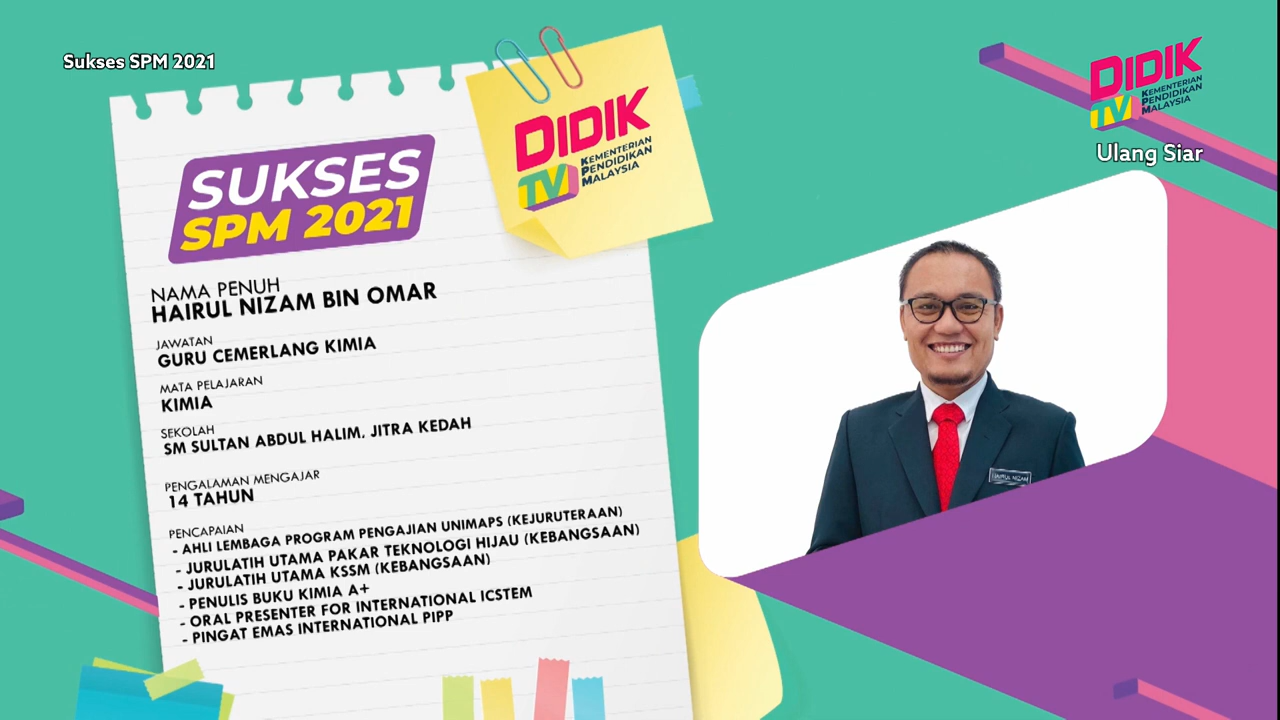 Sukses SPM 2021
DIDIK
TV
KEMENTERIAN
PENDIDIKAN
MALAYSIA
Ulang Siar
DIDIK
TV
KEMENTERIAN
PENDIDIKAN
MALAYSIA
SUKSES
SPM 2021
NAMA PENUH
HAIRUL NIZAM BIN OMAR
JAWATAN
GURU CEMERLANG KIMIA
MATA PELAJARAN
KIMIA
SEKOLAH
SM SULTAN ABDUL HALIM. JITRA KEDAH
PENGALAMAN MENGAJAR
14 TAHUN
PENCAPAIAN
- AHLI LEMBAGA PROGRAM PENGAJIAN UNIMAPS (KEJURUTERAAN)
- JURULATIH UTAMA PAKAR TEKNOLOGI HIJAU (KEBANGSAAN)
- JURULATIH UTAMA KSSM (KEBANGSAAN)
- PENULIS BUKU KIMIA A+
- ORAL PRESENTER FOR INTERNATIONAL ICSTEM
- PINGAT EMAS INTERNATIONAL PIPP
HAIRUL NIZAM